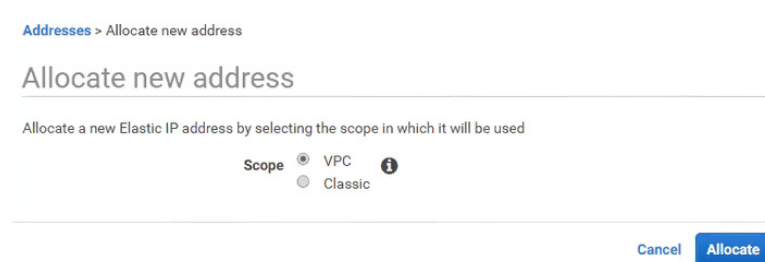 Addresses > Allocate new address
Allocate new address
Allocate a new Elastic IP address by selecting the scope in which it will be used
Scope VPC
Classic
Cancel Allocate